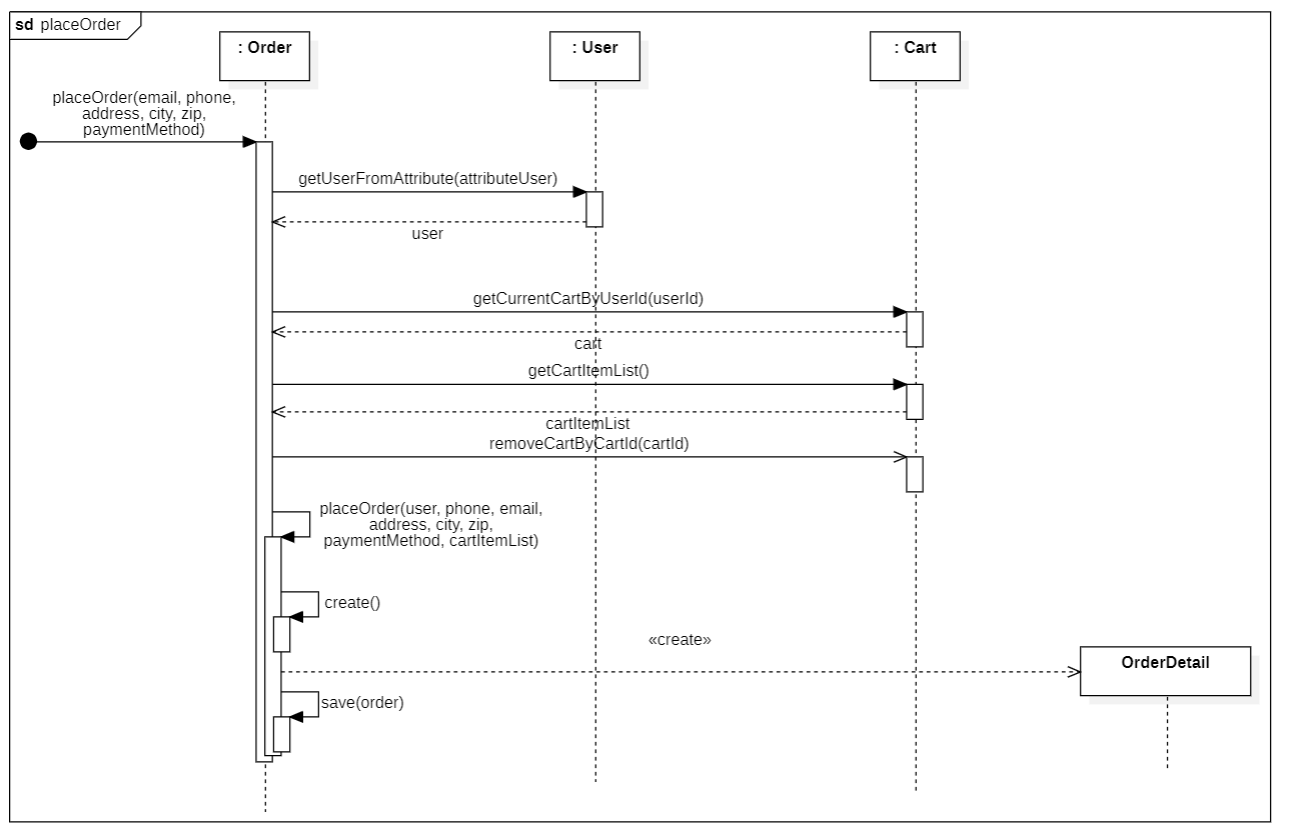 sd placeOrder
: Order
: User
: Cart
placeOrder(email, phone,
address, city, zip,
paymentMethod)
getUserFromAttribute(attributeUser)
user
getCurrentCartByUserId(userId)
cart
getCartItemList()
cartItemList
removeCartByCartId(cartId)
placeOrder(user, phone, email,
address, city, zip,
paymentMethod, cartItemList)
create()
«create»
OrderDetail
save(order)